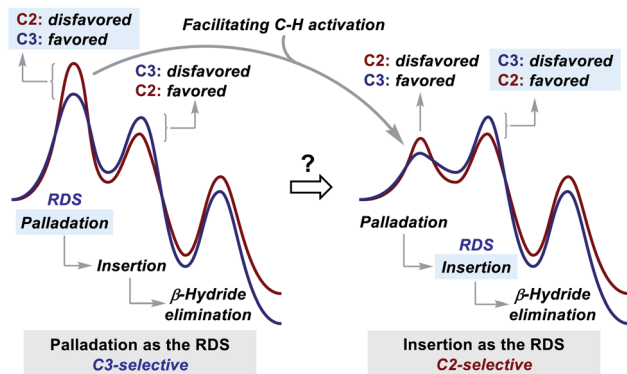 C2: disfavored
C3: favored
Facilitating C-H activation
C3: disfavored
C2: favored
C2: disfavored
C3: favored
C3: disfavored
C2: favored
?
RDS
Palladation
Insertion
β-Hydride
elimination
Palladation
RDS
Insertion
β-Hydride
elimination
Palladation as the RDS
C3-selective
Insertion as the RDS
C2-selective